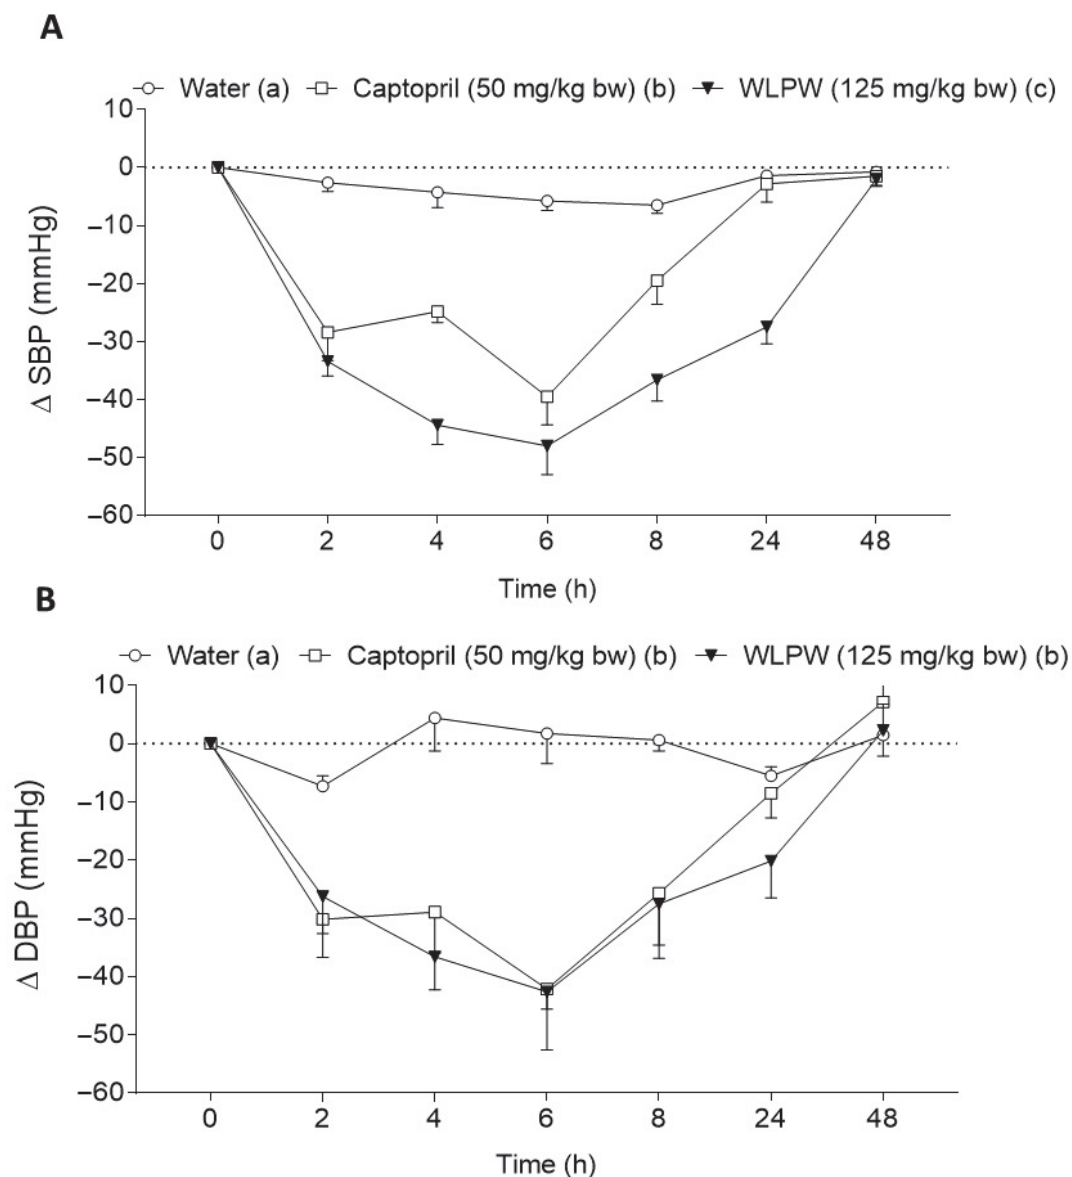 A
Water (a) Captopril (50 mg/kg bw) (b) WLPW (125 mg/kg bw) (c)
10
0
−10
−20
−30
−40
−50
−60
Δ SBP (mmHg)
0 2 4 6 8 24 48
Time (h)
B
Water (a) Captopril (50 mg/kg bw) (b) WLPW (125 mg/kg bw) (b)
10
0
−10
−20
−30
−40
−50
−60
Δ DBP (mmHg)
0 2 4 6 8 24 48
Time (h)